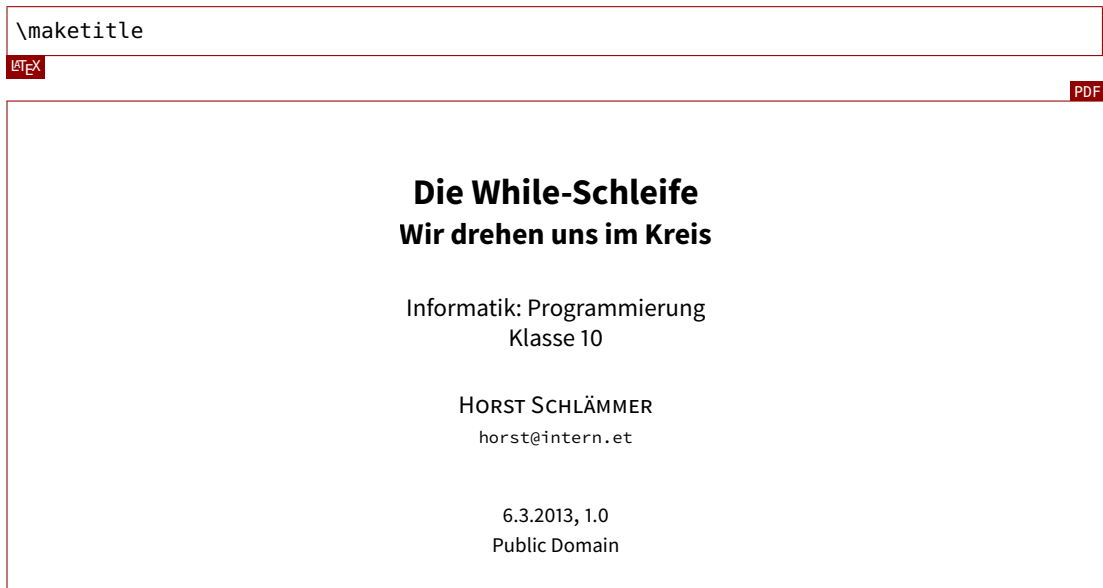 \maketitle
LATEX
PDF
Die While-Schleife
Wir drehen uns im Kreis
Informatik: Programmierung
Klasse 10
HORST SCHLÄMMER
horst@intern.et
6.3.2013, 1.0
Public Domain